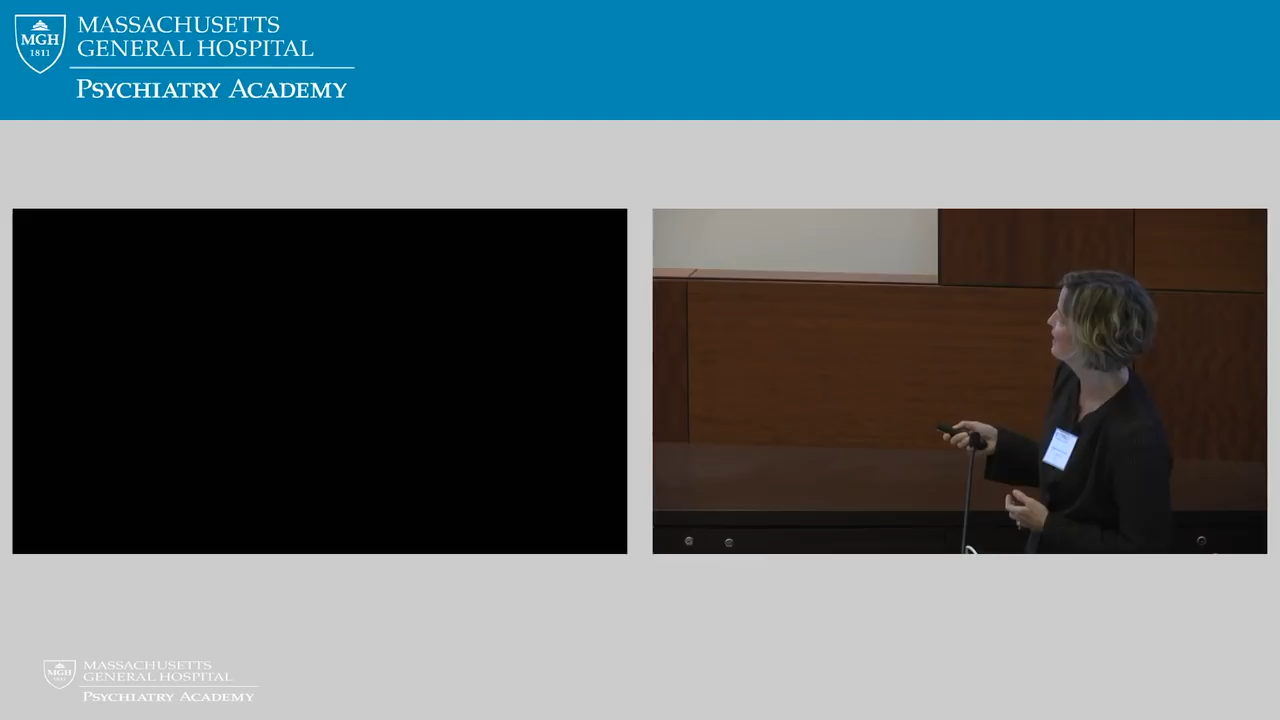 MASSACHUSETTS
GENERAL HOSPITAL
PSYCHIATRY ACADEMY
MGH
1811
MASSACHUSETTS
GENERAL HOSPITAL
PSYCHIATRY ACADEMY
MGH
1811